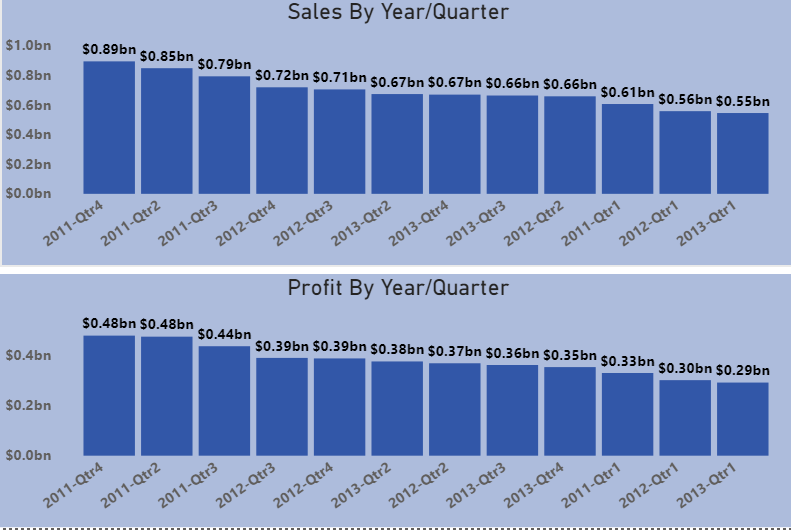 Sales By Year/Quarter
$1.0bn
$0.8bn
$0.6bn
$0.4bn
$0.2bn
$0.0bn
$0.89bn $0.85bn $0.79bn $0.72bn $0.71bn $0.67bn $0.67bn $0.66bn $0.66bn $0.61bn $0.56bn $0.55bn
2011-Qtr4 2011-Qtr2 2011-Qtr3 2012-Qtr4 2012-Qtr3 2013-Qtr2 2013-Qtr4 2013-Qtr3 2012-Qtr2 2011-Qtr1 2012-Qtr1 2013-Qtr1
Profit By Year/Quarter
$0.4bn
$0.2bn
$0.0bn
$0.48bn $0.48bn $0.44bn $0.39bn $0.39bn $0.38bn $0.37bn $0.36bn $0.35bn $0.33bn $0.30bn $0.29bn
2011-Qtr4 2011-Qtr2 2011-Qtr3 2012-Qtr3 2012-Qtr4 2013-Qtr2 2012-Qtr2 2013-Qtr3 2013-Qtr4 2011-Qtr1 2012-Qtr1 2013-Qtr1